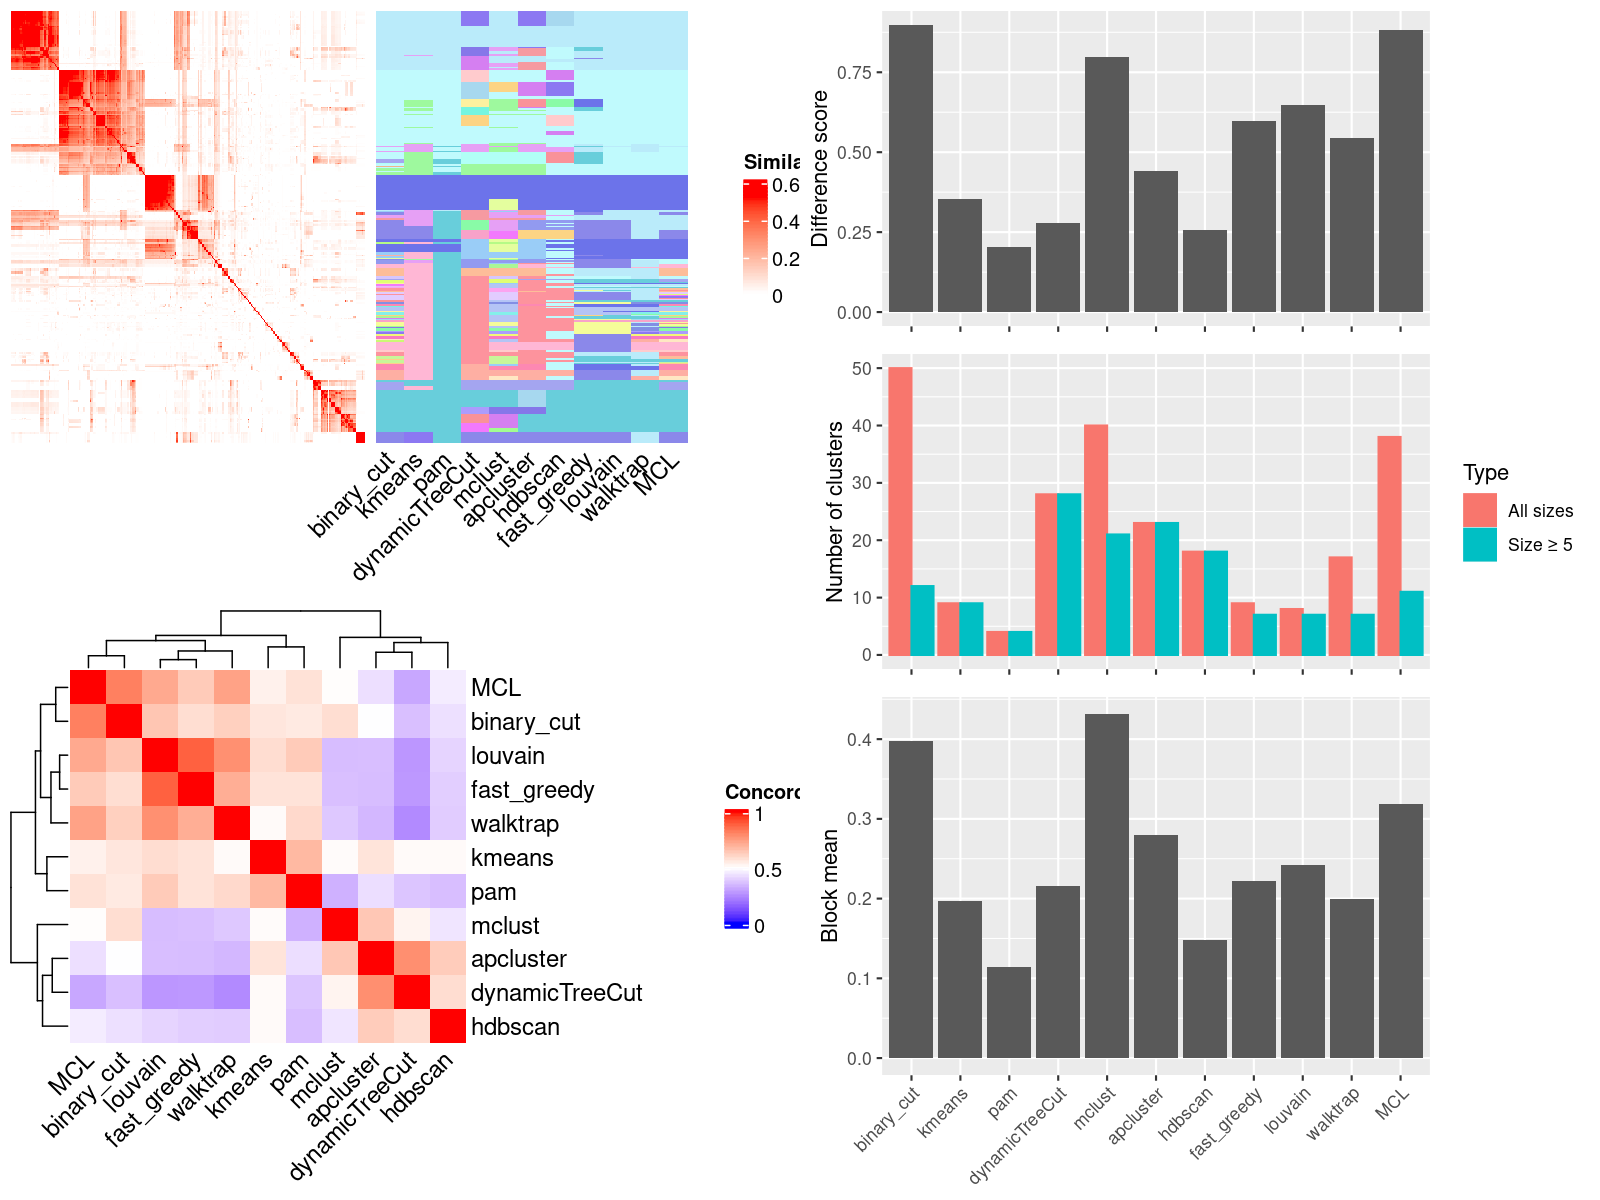 Simila
0.6
0.4
0.2
0
binary_cut
kmeans
pam
dynamicTreeCut
mclust
apcluster
hdbscan
fast_greedy
louvain
walktrap
MCL
MCL
binary_cut
louvain
fast_greedy
walktrap
kmeans
pam
mclust
apcluster
dynamicTreeCut
hdbscan
Concord
1
0.5
0
MCL
binary_cut
louvain
fast_greedy
walktrap
kmeans
pam
mclust
apcluster
dynamicTreeCut
hdbscan
Difference score
0.75
0.50
0.25
0.00
Number of clusters
50
40
30
20
10
0
Type
All sizes
Size ≥ 5
Block mean
0.4
0.3
0.2
0.1
0.0
binary_cut
kmeans
pam
dynamicTreeCut
mclust
apcluster
hdbscan
fast_greedy
louvain
walktrap
MCL